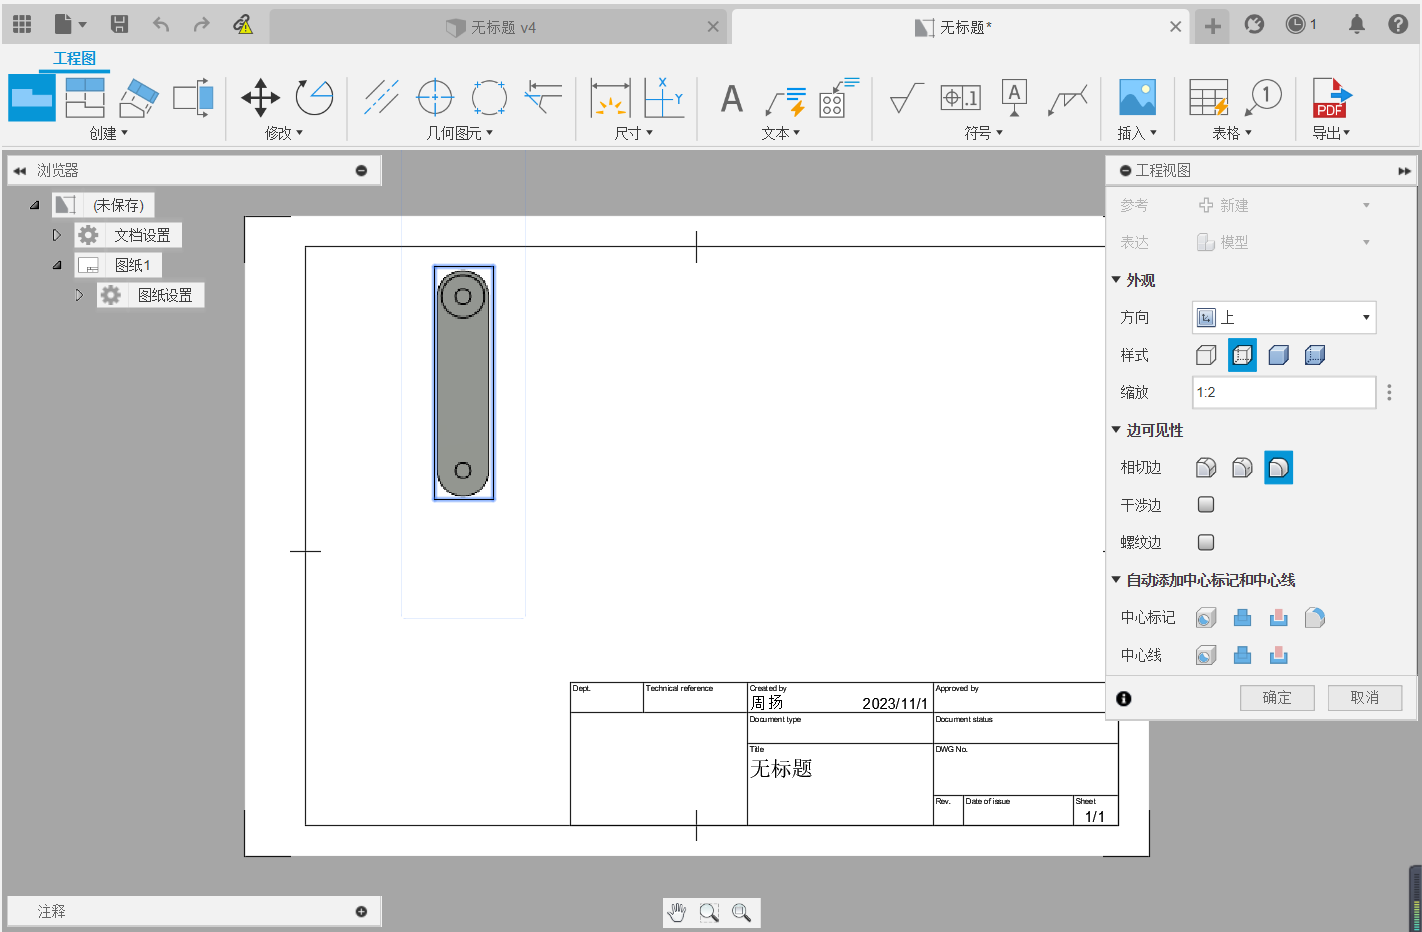 无标题 v4
无标题*
1
工程图
创建
修改
几何图元
尺寸
文本
符号
插入
表格
导出
A
X
Y
.1
A
1
PDF
浏览器
(未保存)
文档设置
图纸1
图纸设置
工程视图
参考
新建
表达
模型
外观
方向
上
样式
缩放
1:2
边可见性
相切边
干涉边
螺纹边
自动添加中心标记和中心线
中心标记
中心线
确定
取消
Dept.
Technical reference
Created by
周扬
2023/11/1
Approved by
Document type
Document status
Title
无标题
DWG No.
Rev.
Date of issue
Sheet
1/1
注释